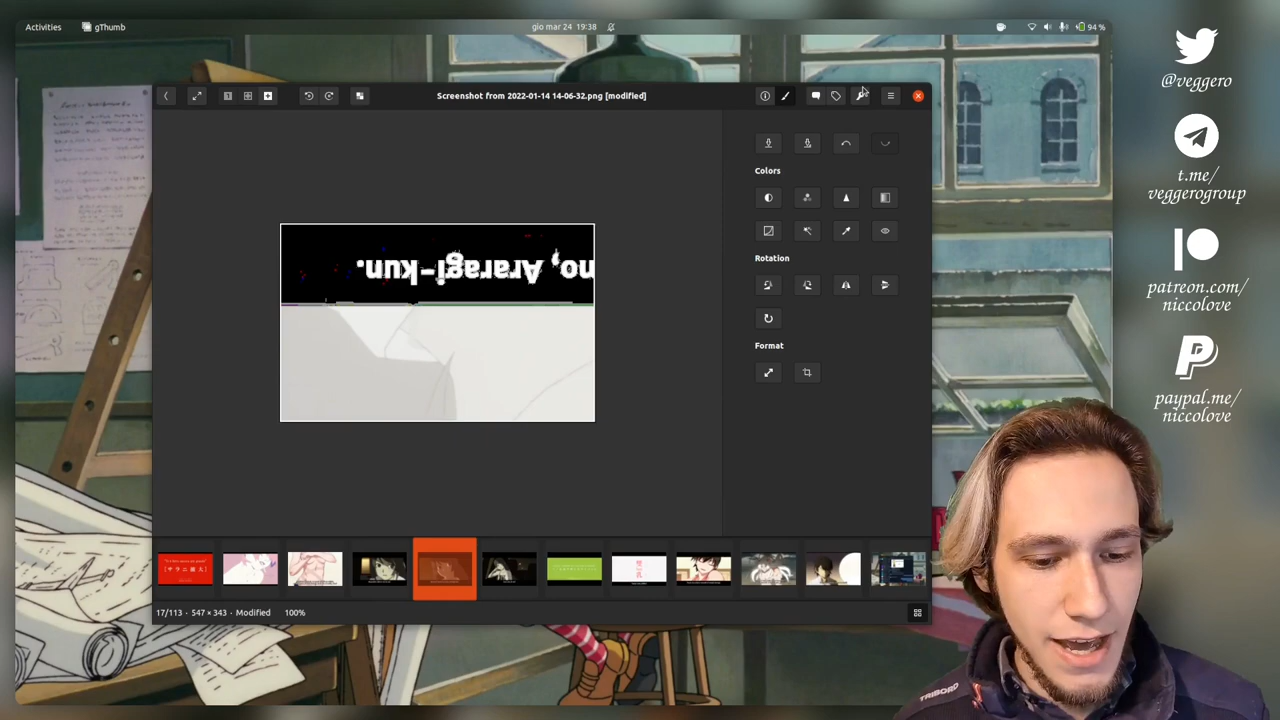 Activities
gThumb
gio mar 24 19:38
94 %
Screenshot from 2022-01-14 14-06-32.png [modified]
Colors
Rotation
Format
no, Araragi-kun.
17/113 · 547 × 343 · Modified
100%
@veggero
t.me/
veggerogroup
patreon.com/
niccolove
paypal.me/
niccolove
TRIBORD